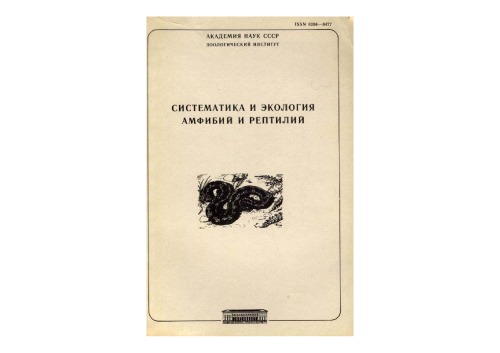 ISSN 0206—0477
АКАДЕМИЯ НАУК СССР
ЗООЛОГИЧЕСКИЙ ИНСТИТУТ
СИСТЕМАТИКА И ЭКОЛОГИЯ
АМФИБИЙ И РЕПТИЛИЙ